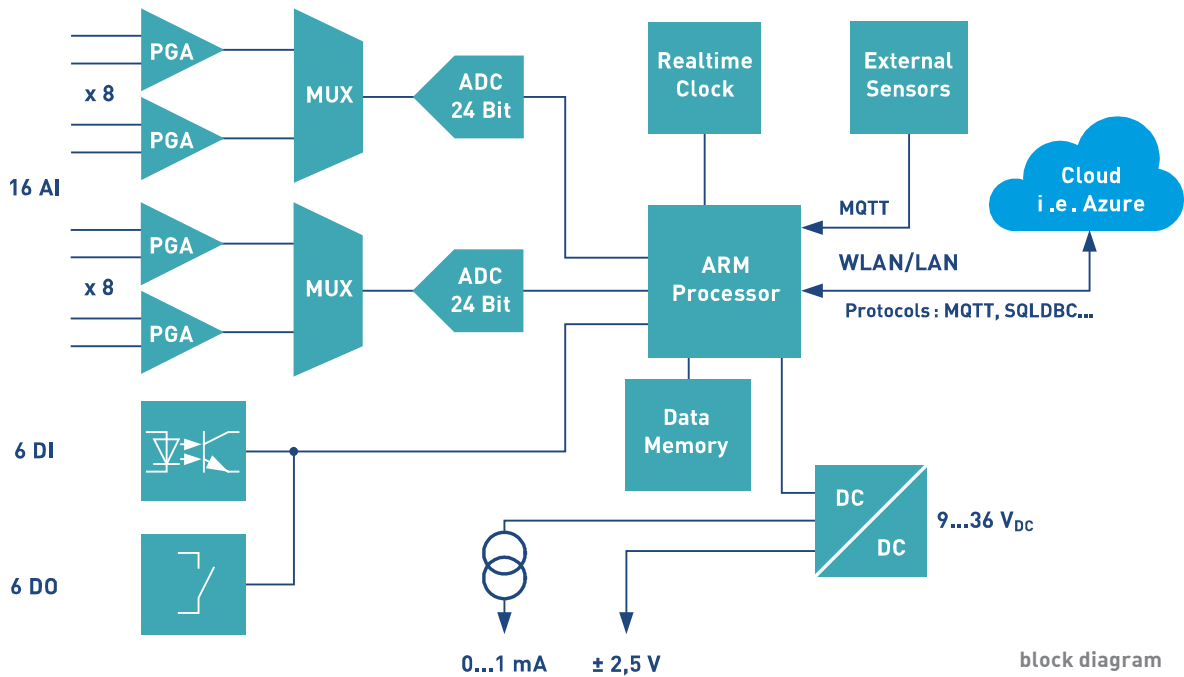 PGA
x 8
PGA
MUX
ADC
24 Bit
16 AI
PGA
x 8
PGA
MUX
ADC
24 Bit
6 DI
6 DO
Realtime
Clock
External
Sensors
MQTT
Cloud
i .e. Azure
ARM
Processor
WLAN/LAN
Protocols : MQTT, SQLDBC...
Data
Memory
DC
DC
9...36 VDC
0...1 mA
± 2,5 V
block diagram